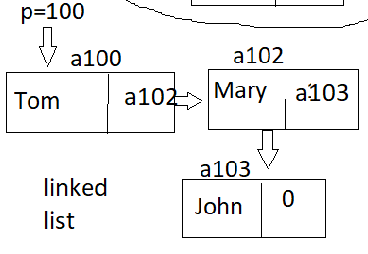 p=100
a100
a102
Tom
a102
Mary
a103
a103
John
0
linked
list